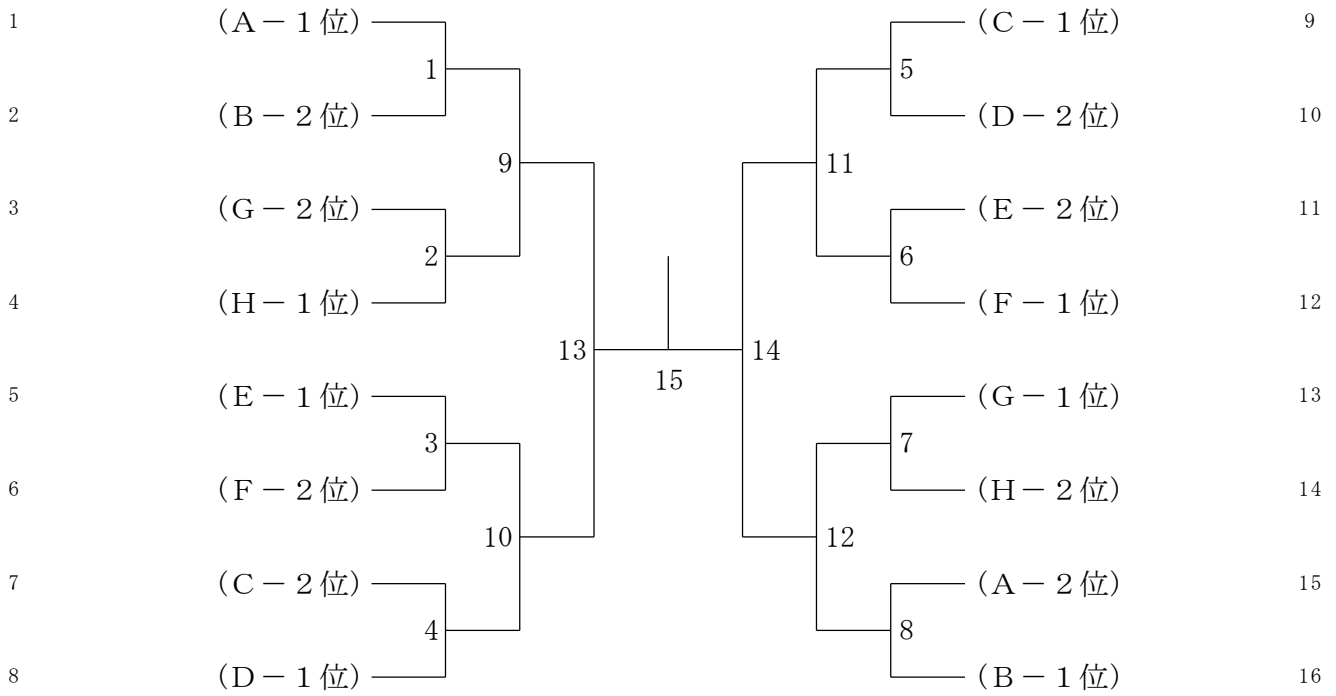 1 (A－1位) (C－1位) 9
1 5
2 (B－2位) (D－2位) 10
9 11
3 (G－2位) (E－2位) 11
2 6
4 (H－1位) (F－1位) 12
13 14
15
5 (E－1位) (G－1位) 13
3 7
6 (F－2位) (H－2位) 14
10 12
7 (C－2位) (A－2位) 15
4 8
8 (D－1位) (B－1位) 16